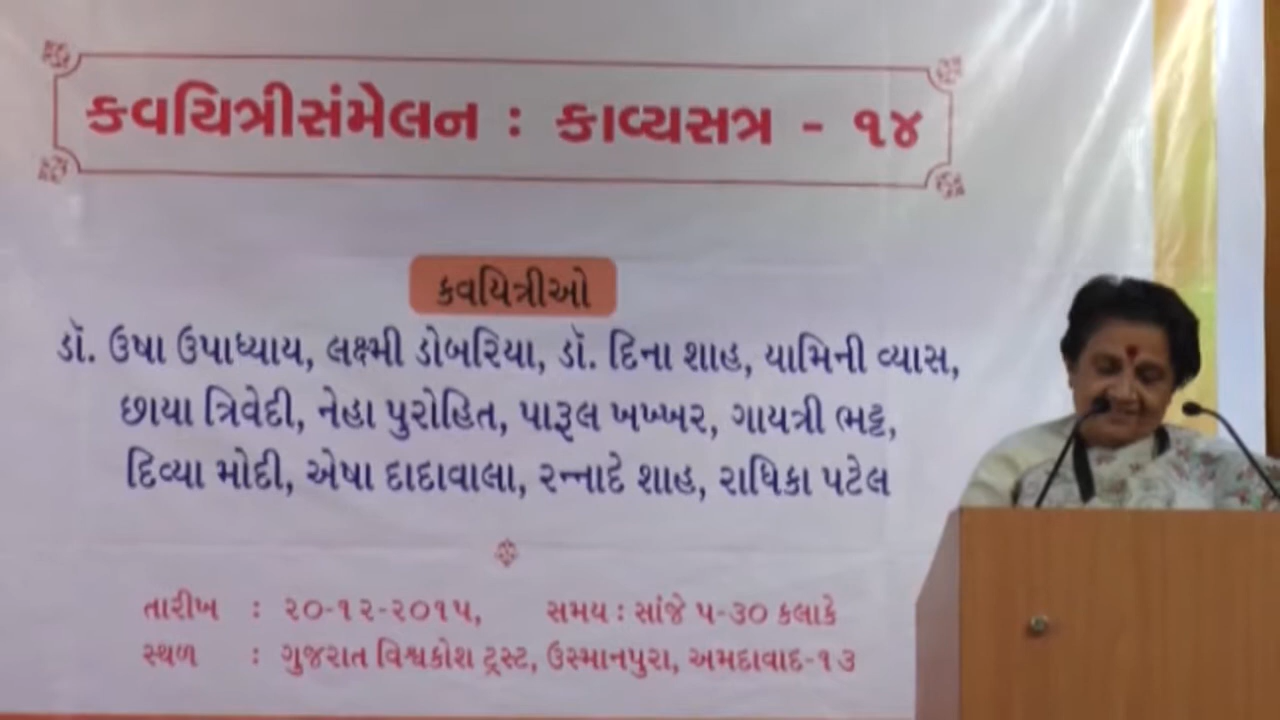 કવયિત્રીસંમેલન : કાવ્યસત્ર - ૧૪
કવયિત્રીઓ
ડૉ. ઉષા ઉપાધ્યાય, લક્ષ્મી ડોબરિયા, ડૉ. દિના શાહ, યામિની વ્યાસ,
છાયા ત્રિવેદી, નેહા પુરોહિત, પારૂલ ખખ્ખર, ગાયત્રી ભટ્ટ,
દિવ્યા મોદી, એષા દાદાવાલા, રન્નાદે શાહ, રાધિકા પટેલ
તારીખ : ૨૦-૧૨-૨૦૧૫, સમય : સાંજે ૫-૩૦ કલાકે
સ્થળ : ગુજરાત વિશ્વકોશ ટ્રસ્ટ, ઉસ્માનપુરા, અમદાવાદ-૧૩